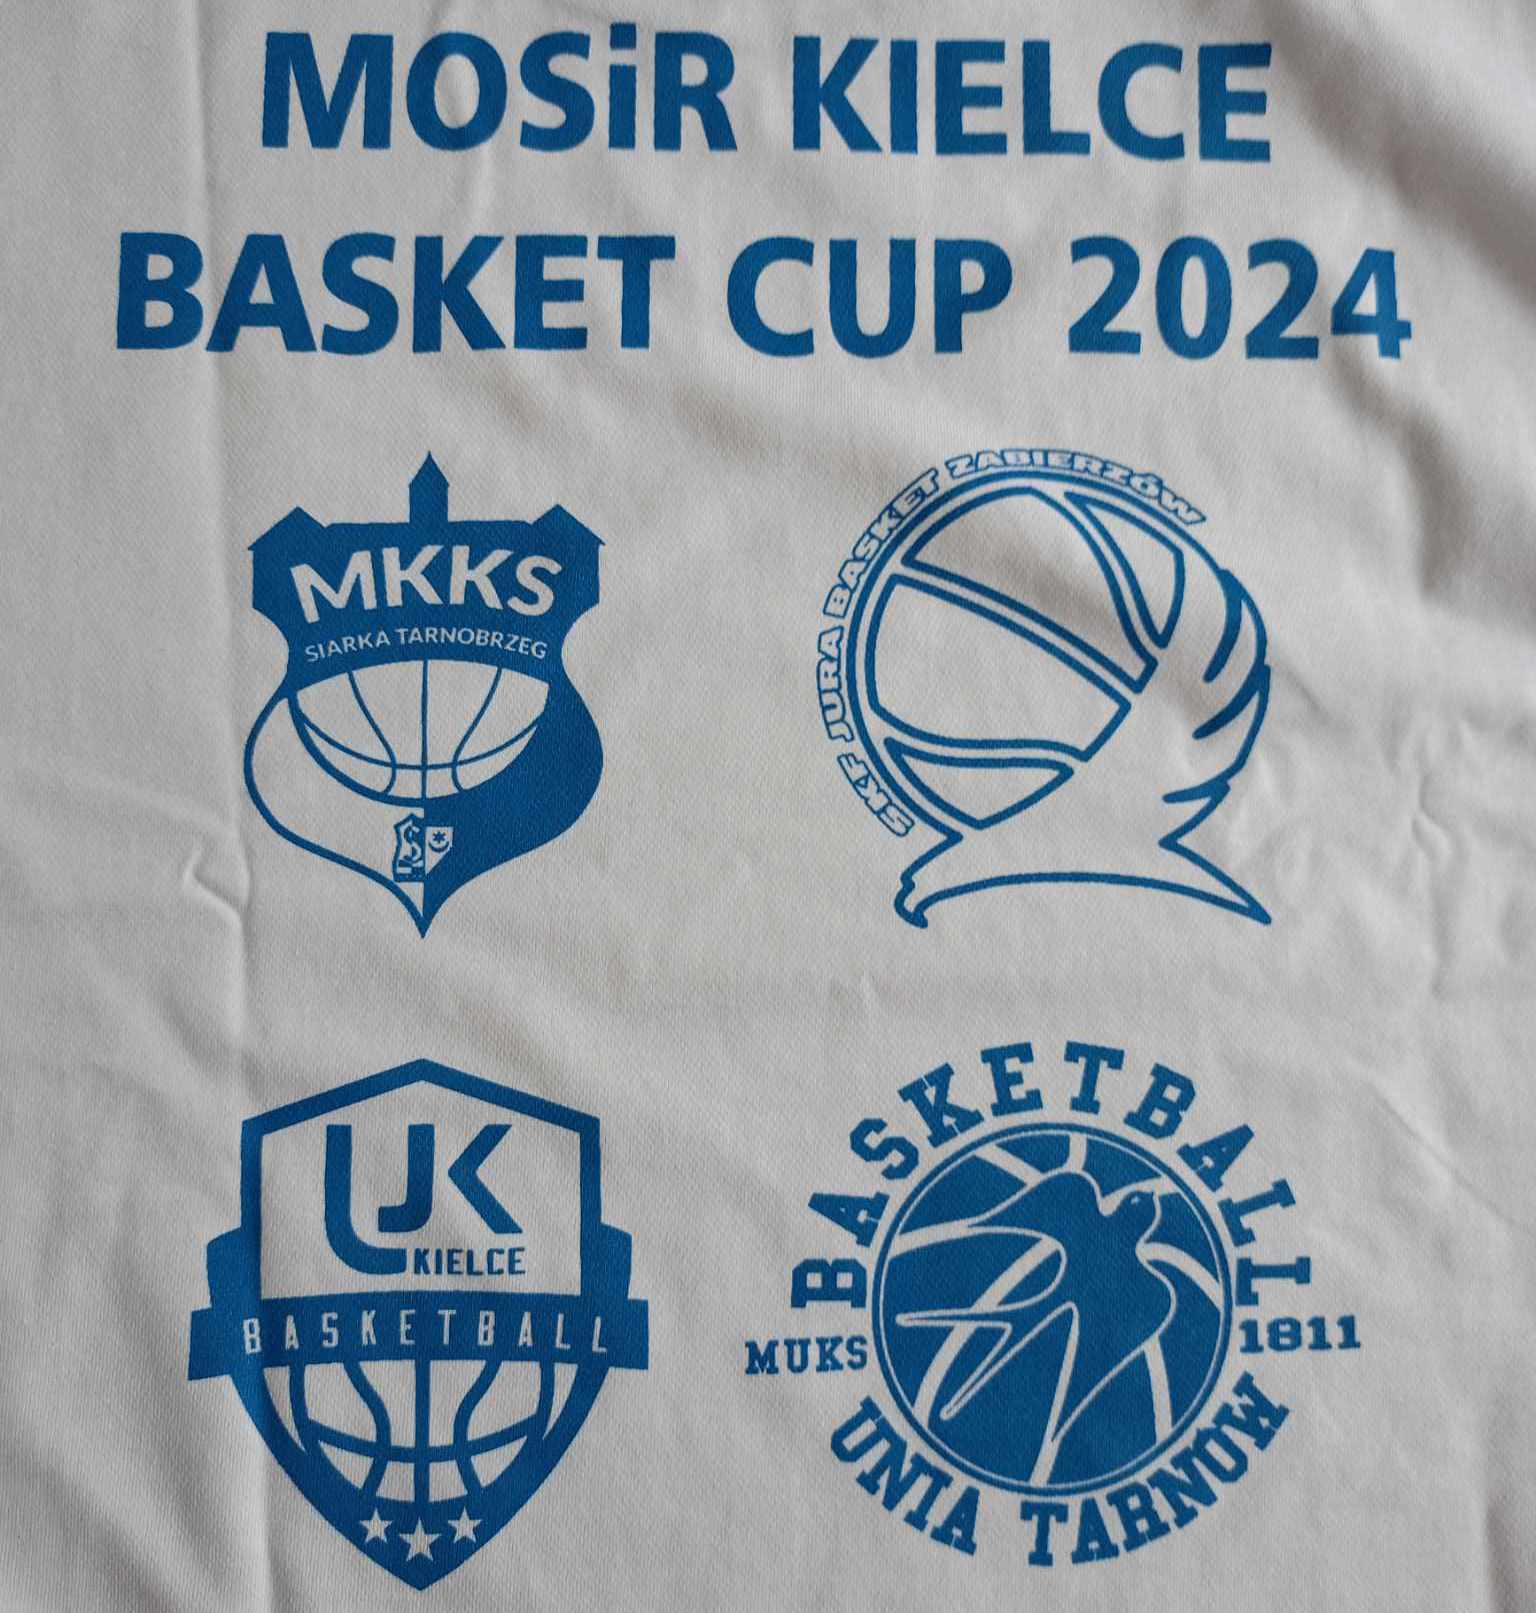 MOSiR KIELCE
BASKET CUP 2024
MKKS
SIARKA TARNOBRZEG
S
SKF JURA BASKET ZABIERZÓW
UJK
KIELCE
BASKETBALL
BASKETBALL
MUKS
1811
UNIA TARNÓW